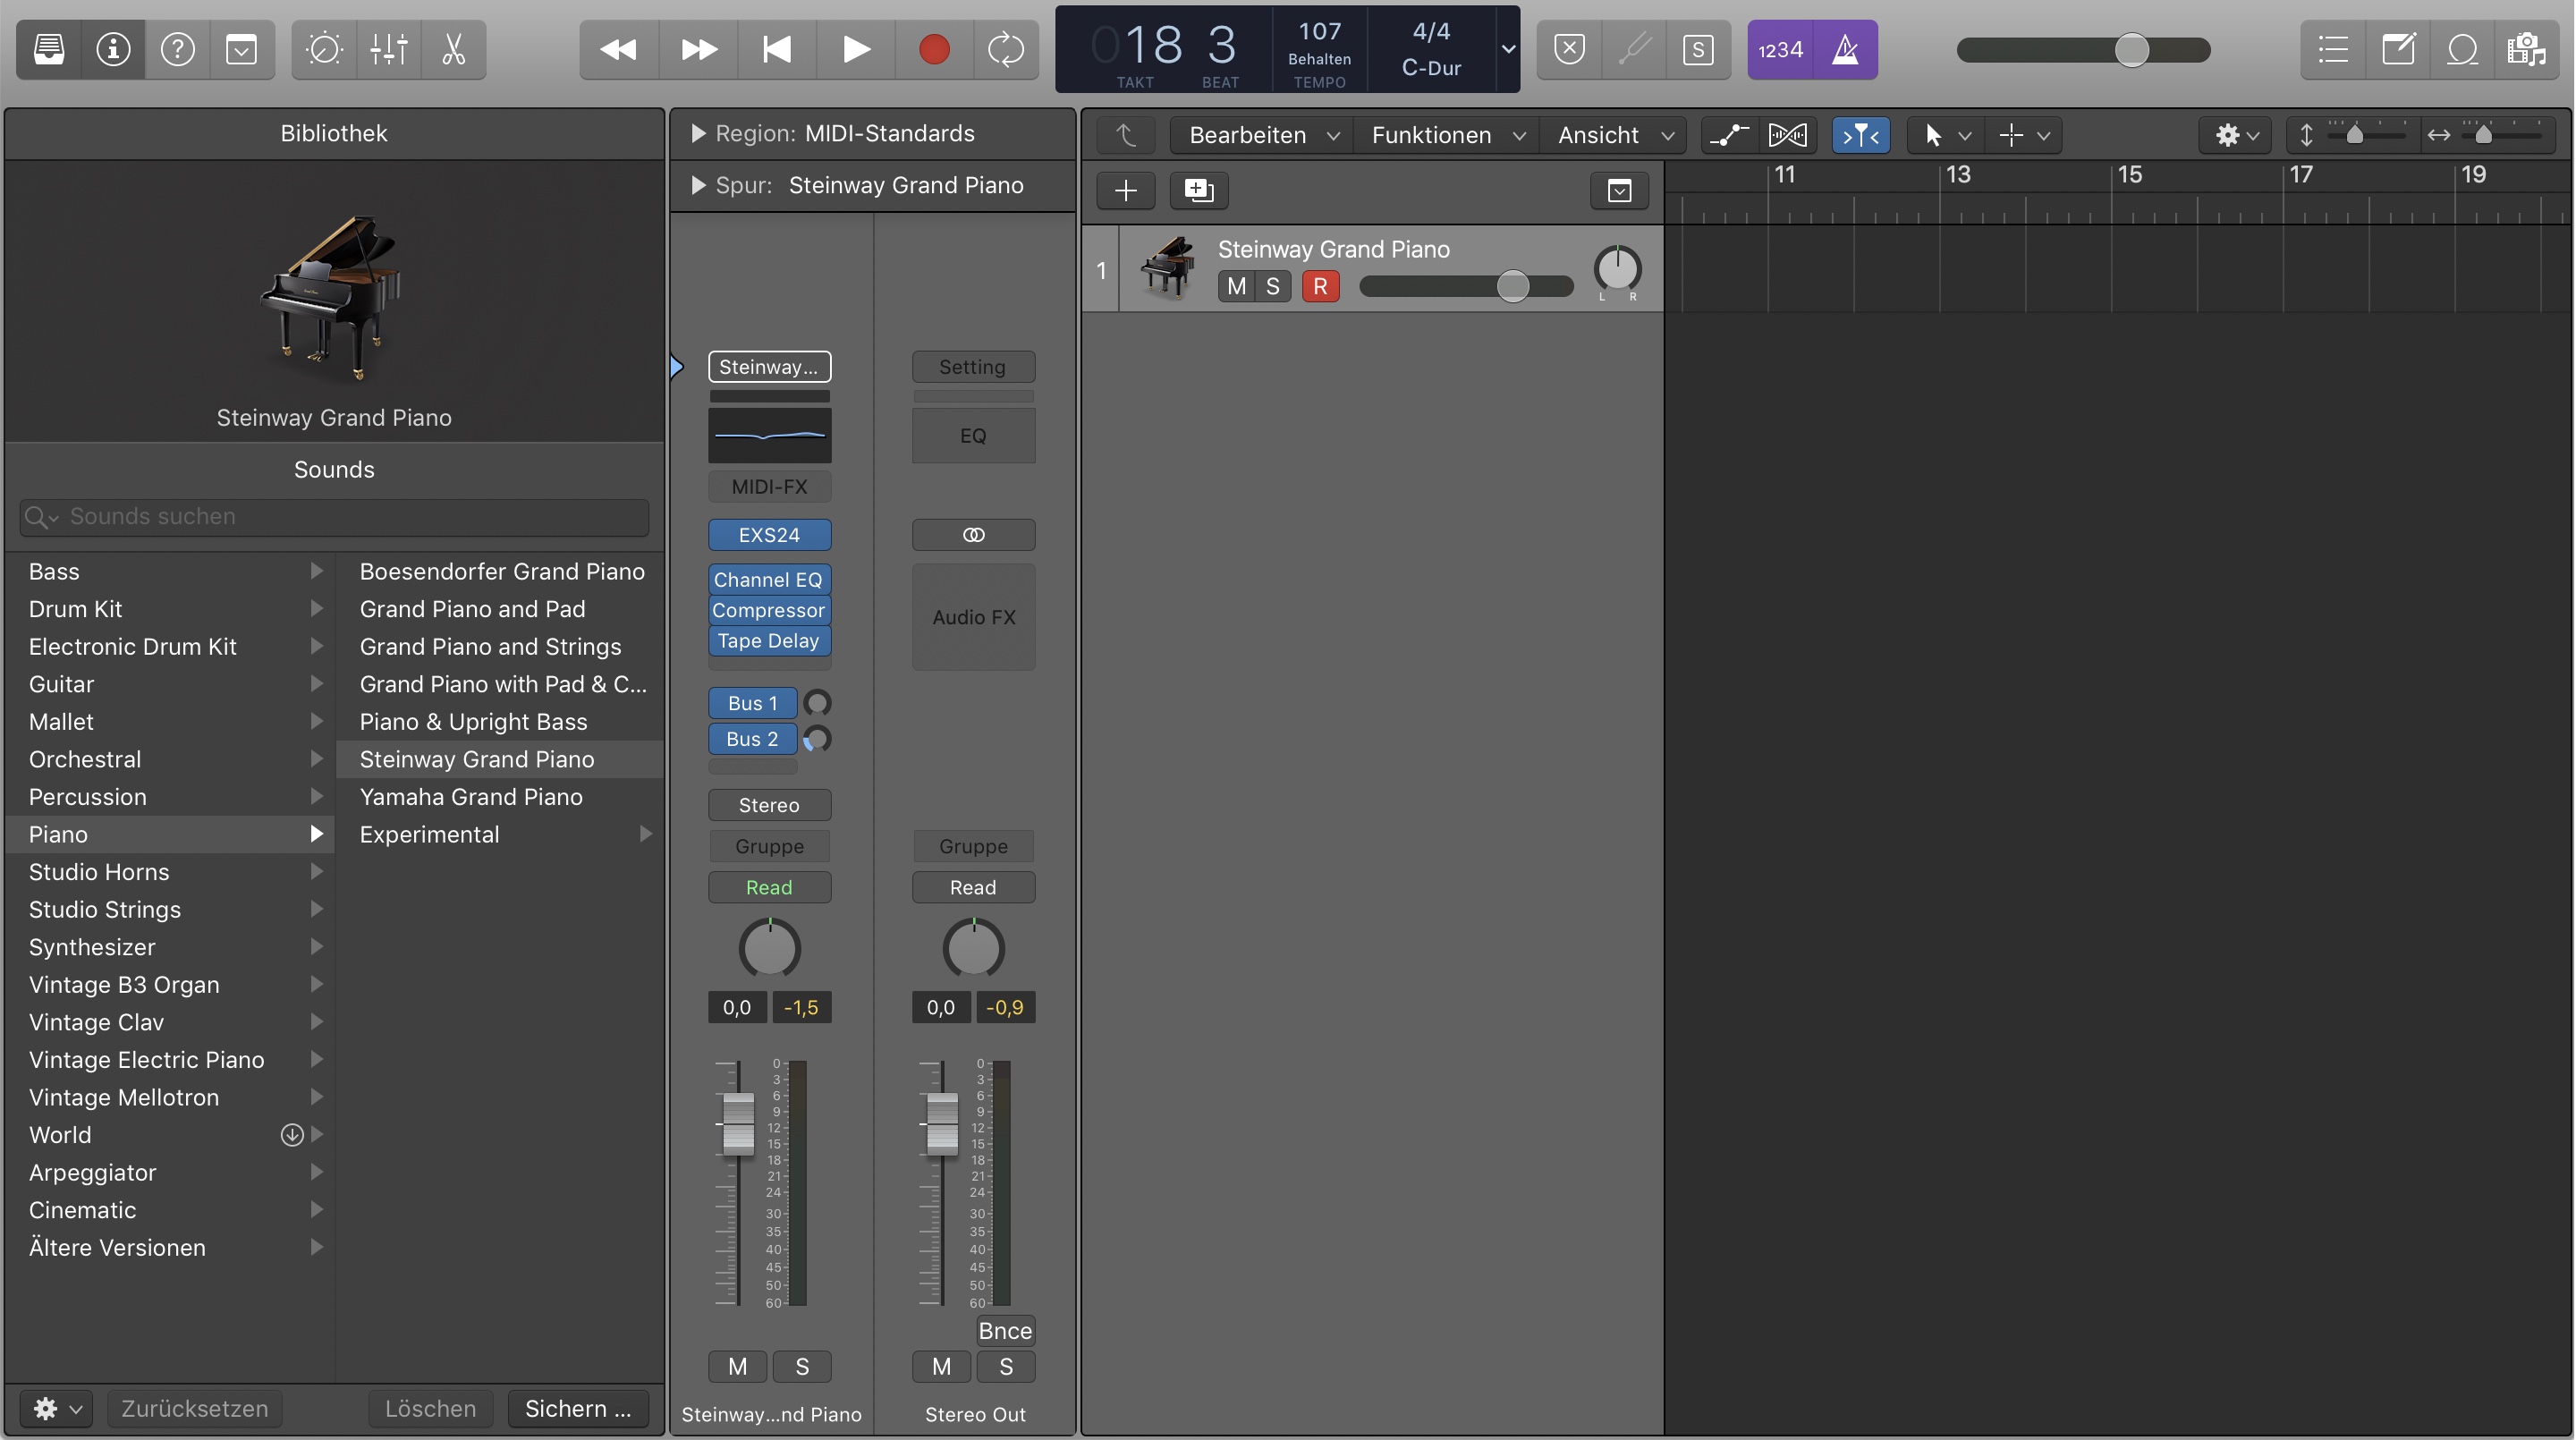 018 3
TAKT BEAT
107
Behalten
TEMPO
4/4
C-Dur
S
1234
Bibliothek
Steinway Grand Piano
Sounds
Sounds suchen
Bass
Drum Kit
Electronic Drum Kit
Guitar
Mallet
Orchestral
Percussion
Piano
Studio Horns
Studio Strings
Synthesizer
Vintage B3 Organ
Vintage Clav
Vintage Electric Piano
Vintage Mellotron
World
Arpeggiator
Cinematic
Ältere Versionen
Boesendorfer Grand Piano
Grand Piano and Pad
Grand Piano and Strings
Grand Piano with Pad & C...
Piano & Upright Bass
Steinway Grand Piano
Yamaha Grand Piano
Experimental
Zurücksetzen
Löschen
Sichern ...
Region: MIDI-Standards
Spur: Steinway Grand Piano
Steinway...
MIDI-FX
EXS24
Channel EQ
Compressor
Tape Delay
Bus 1
Bus 2
Stereo
Gruppe
Read
0,0 -1,5
0
3
6
9
12
15
18
21
24
30
35
40
45
50
60
M S
Steinway...nd Piano
Setting
EQ
Audio FX
Gruppe
Read
0,0 -0,9
0
3
6
9
12
15
18
21
24
30
35
40
45
50
60
Bnce
M S
Stereo Out
Bearbeiten Funktionen Ansicht
11 13 15 17 19
1
Steinway Grand Piano
M S R
L R